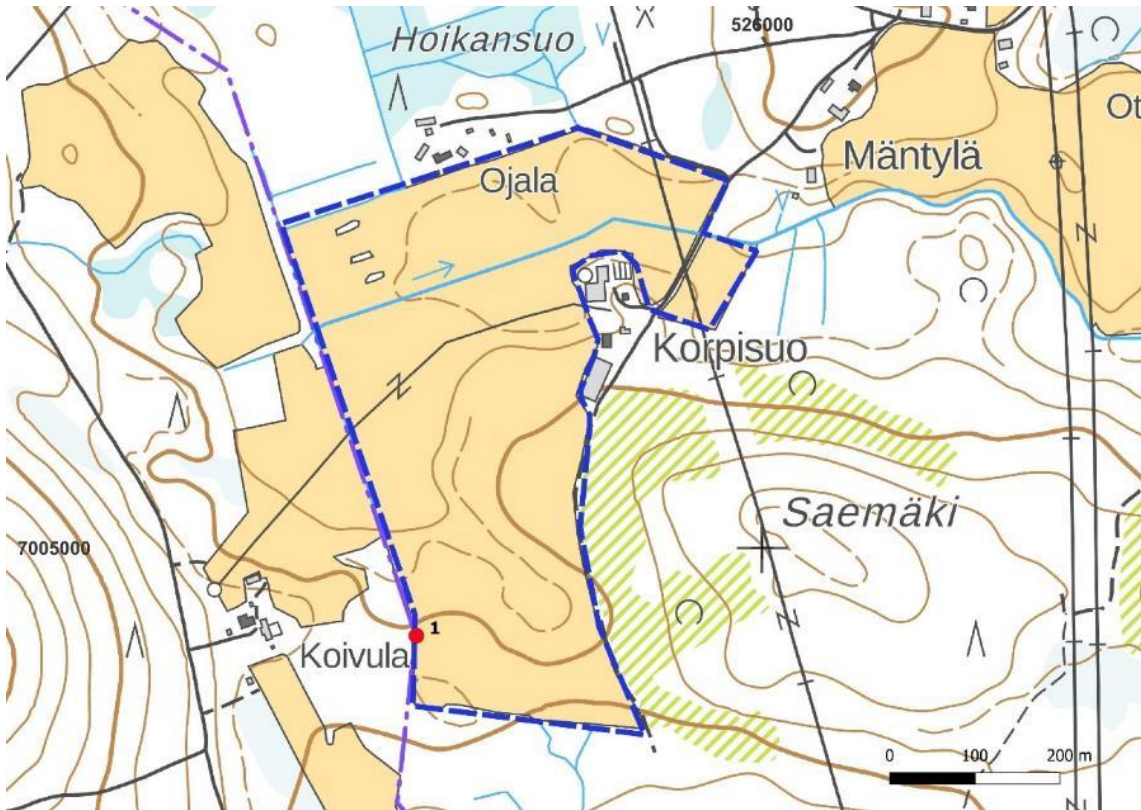 Hoikansuo
526000
Ot
Mäntylä
Ojala
Korpisuo
Saemäki
7005000
1
Koivula
0 100 200 m